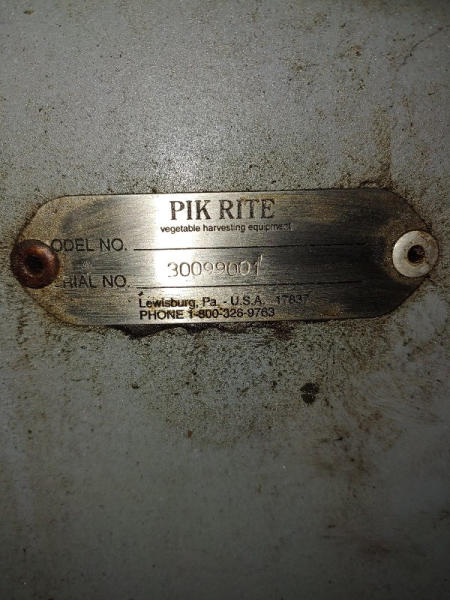 PIK RITE
vegetable harvesting equipment
ODEL NO.
RIAL NO. 30099001
Lewisburg, Pa. - U.S.A. 17837
PHONE 1-800-326-9763